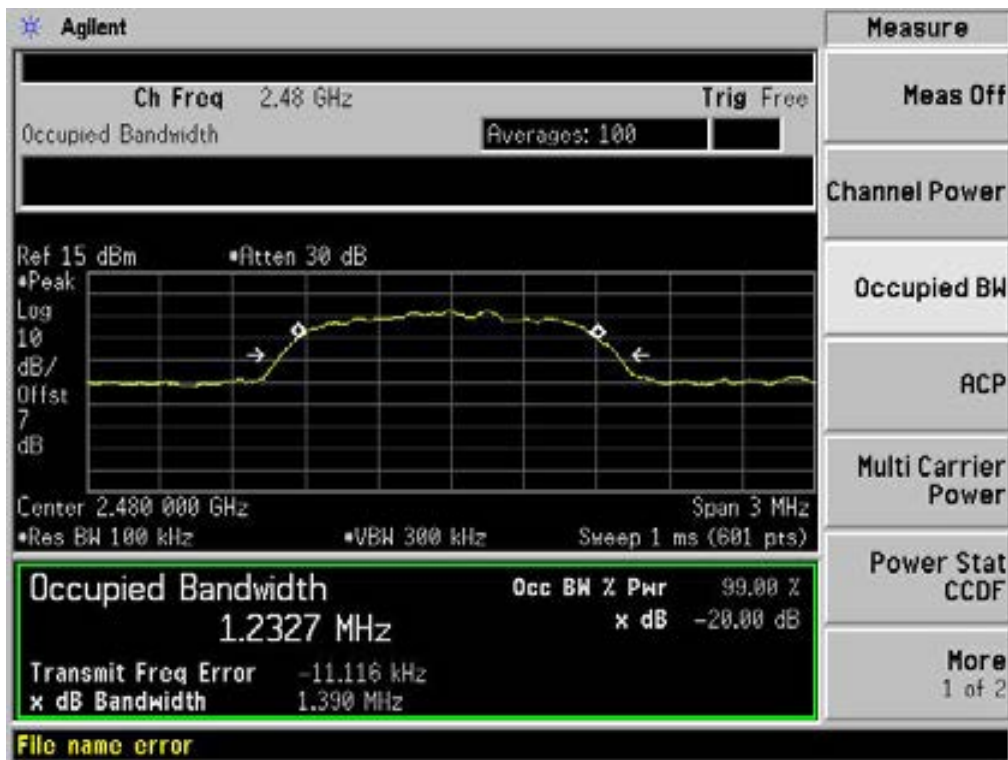 Agilent
Measure
Ch Freq 2.48 GHz Trig Free
Meas Off
Occupied Bandwidth Averages: 100
Channel Power
Ref 15 dBm •Atten 30 dB
•Peak
Log
10
dB/
Offst
7
dB
Occupied BW
ACP
Center 2.480 000 GHz Span 3 MHz
•Res BW 100 kHz •VBW 300 kHz Sweep 1 ms (601 pts)
Multi Carrier
Power
Occupied Bandwidth Occ BW % Pwr 99.00 %
1.2327 MHz x dB -20.00 dB
Power Stat
CCDF
Transmit Freq Error -11.116 kHz
x dB Bandwidth 1.390 MHz
More
1 of 2
File name error